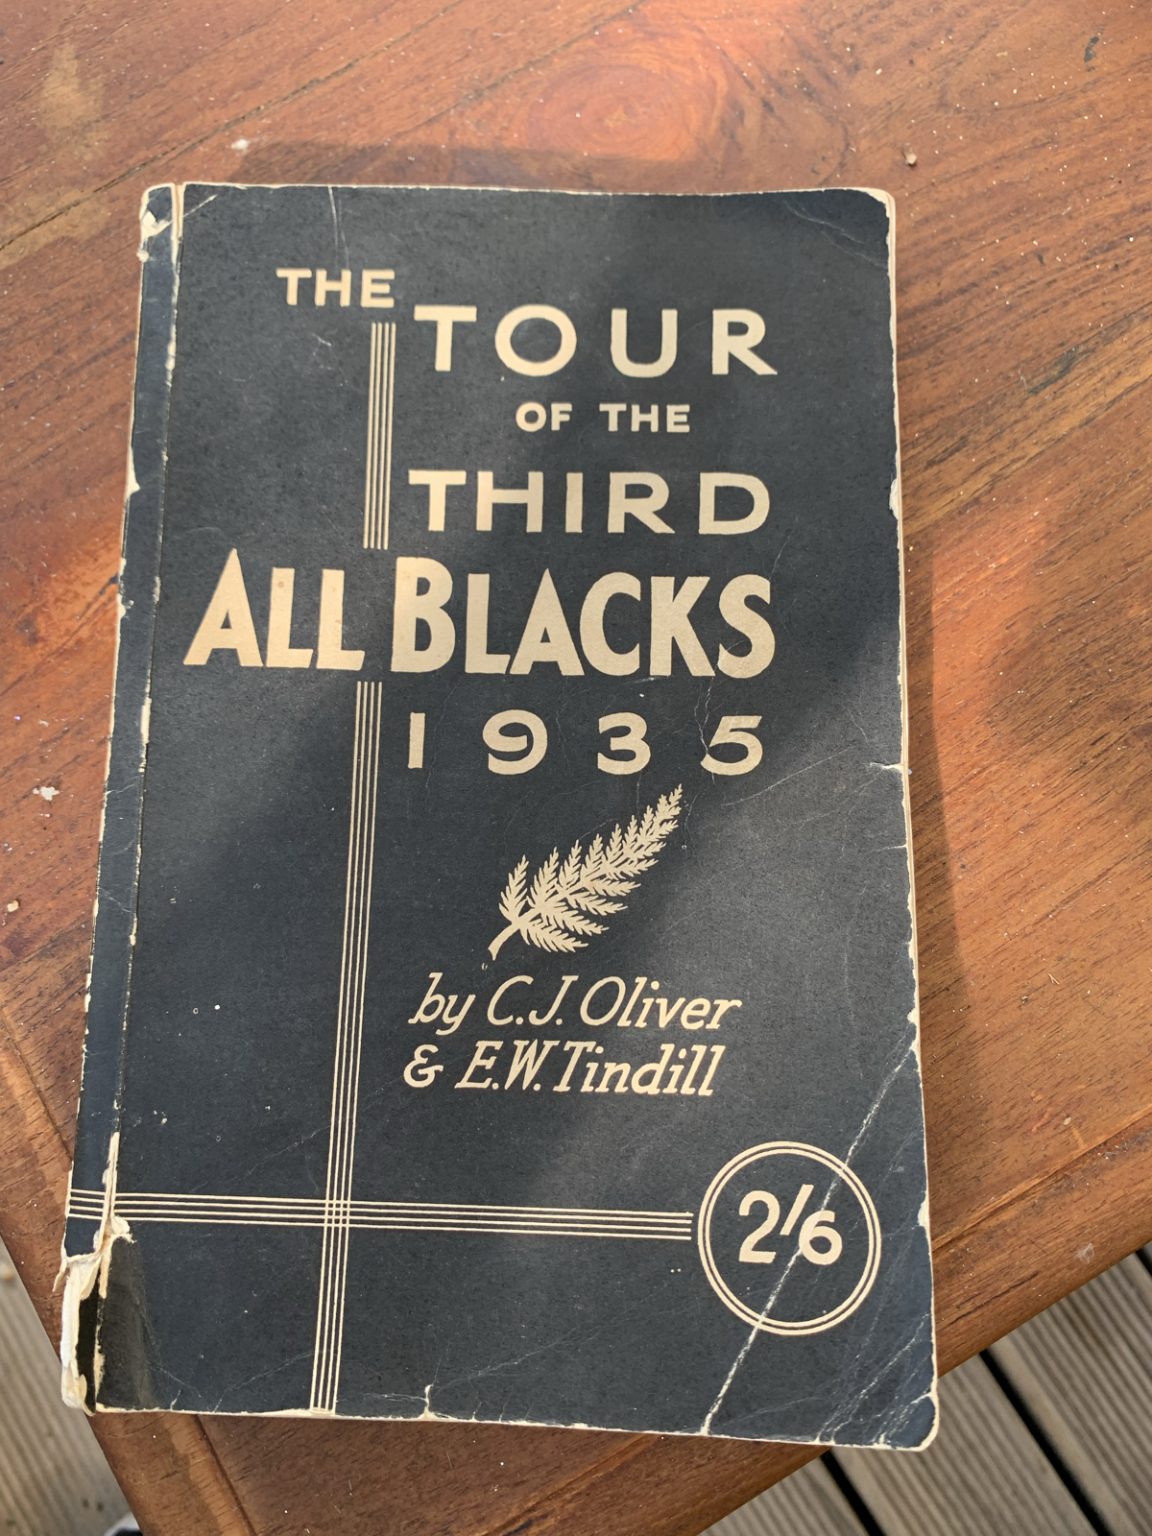 THE
TOUR
OF THE
THIRD
ALL BLACKS
1935
by C.J. Oliver
& E.W. Tindill
2/6